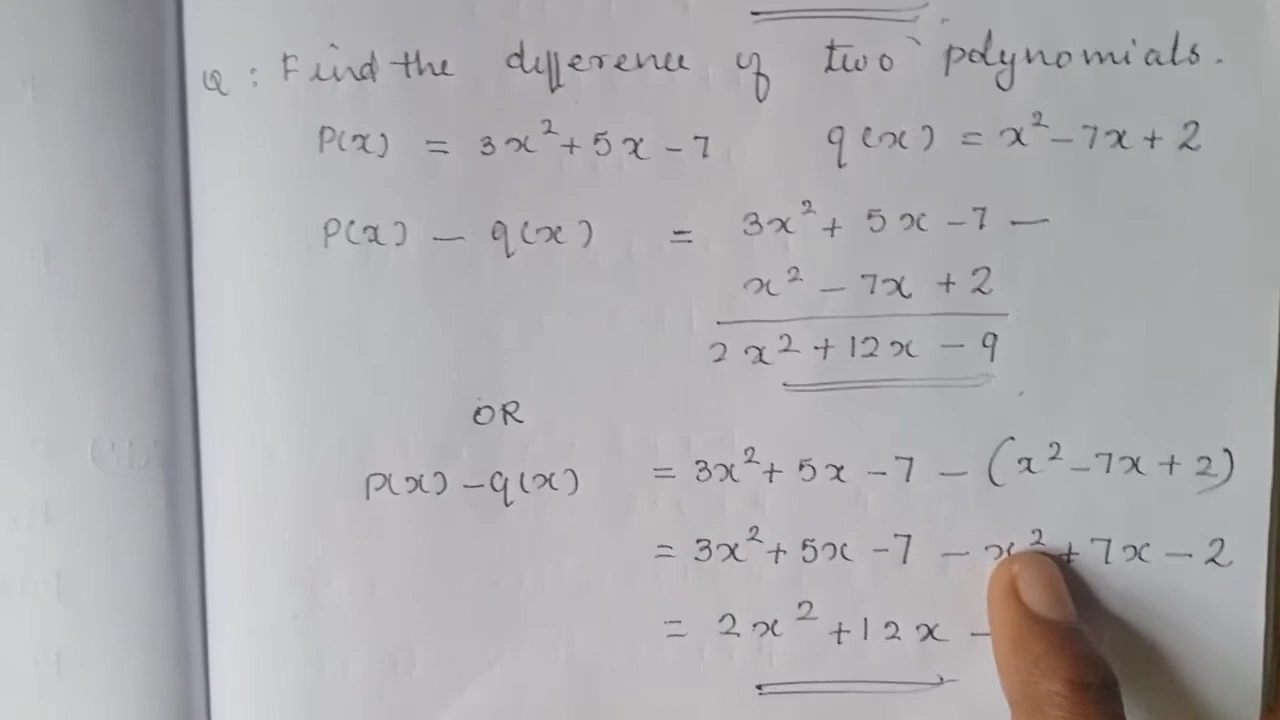 Q : Find the difference of two polynomials.
P(x) = 3x² + 5x - 7 q(x) = x² - 7x + 2
P(x) - q(x) = 3x² + 5x - 7 -
x² - 7x + 2
2x² + 12x - 9
OR
p(x) - q(x) = 3x² + 5x - 7 - (x² - 7x + 2)
= 3x² + 5x - 7 - x² + 7x - 2
= 2x² + 12x -